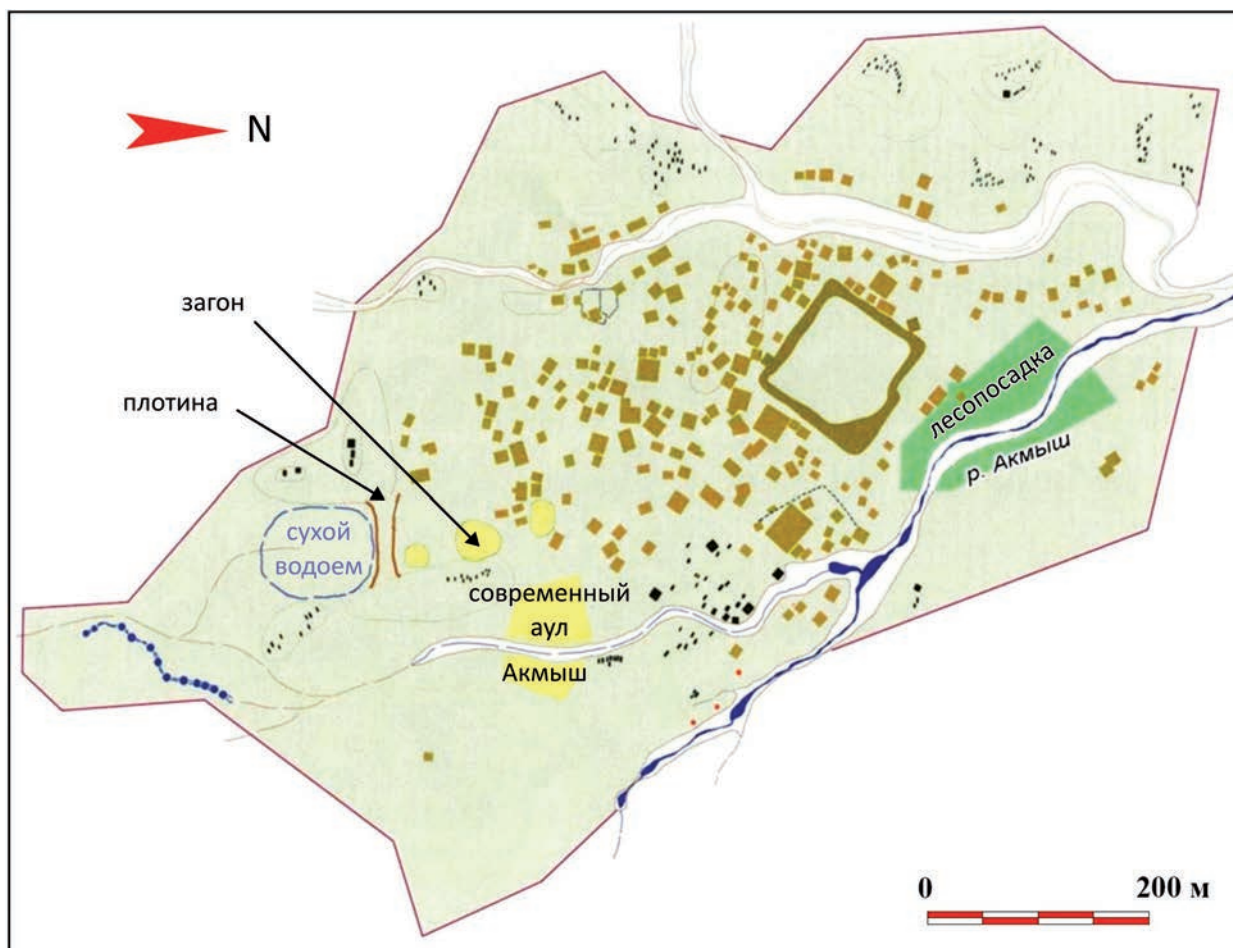 N
загон
плотина
сухой
водоем
современный
аул
Акмыш
лесопосадка
р. Акмыш
0 200 м